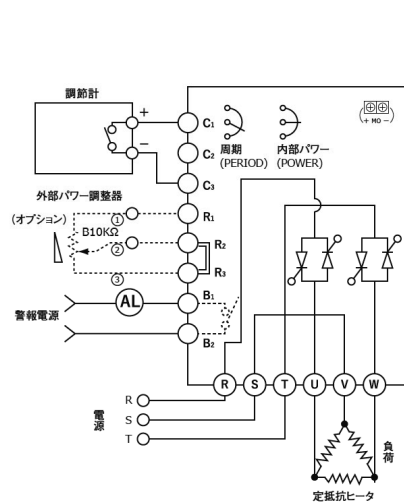 調節計
+
−
C1
C2
C3
周期
(PERIOD)
内部パワー
(POWER)
(+ MO −)
外部パワー調整器
(オプション)
B10KΩ
①
②
③
R1
R2
R3
警報電源
AL
B1
B2
R S T U V W
電源
R
S
T
負荷
定抵抗ヒータ